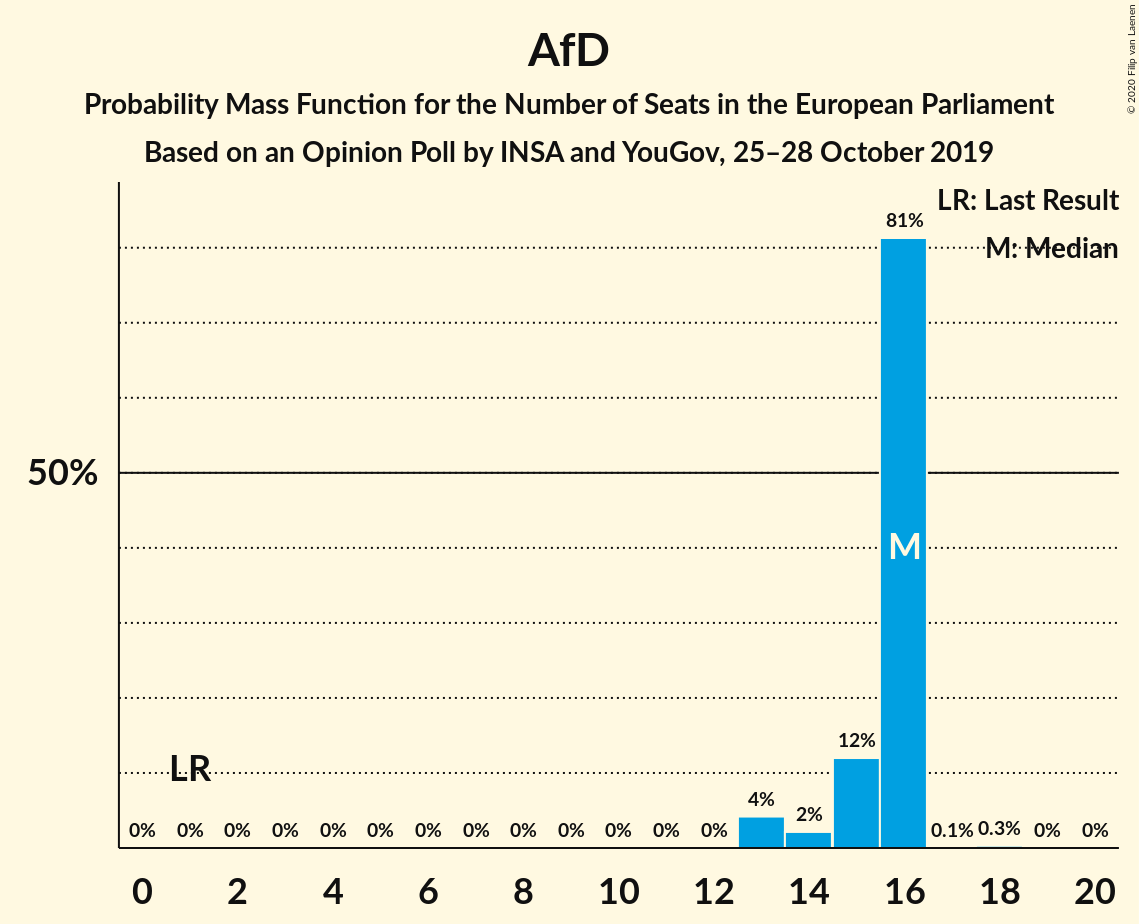 AfD
Probability Mass Function for the Number of Seats in the European Parliament
Based on an Opinion Poll by INSA and YouGov, 25–28 October 2019
© 2020 Filip van Laenen
LR: Last Result
M: Median
81%
50%
M
12%
LR
4%
2%
0% 0% 0% 0% 0% 0% 0% 0% 0% 0% 0% 0% 0% 0.1% 0.3% 0% 0%
0 2 4 6 8 10 12 14 16 18 20